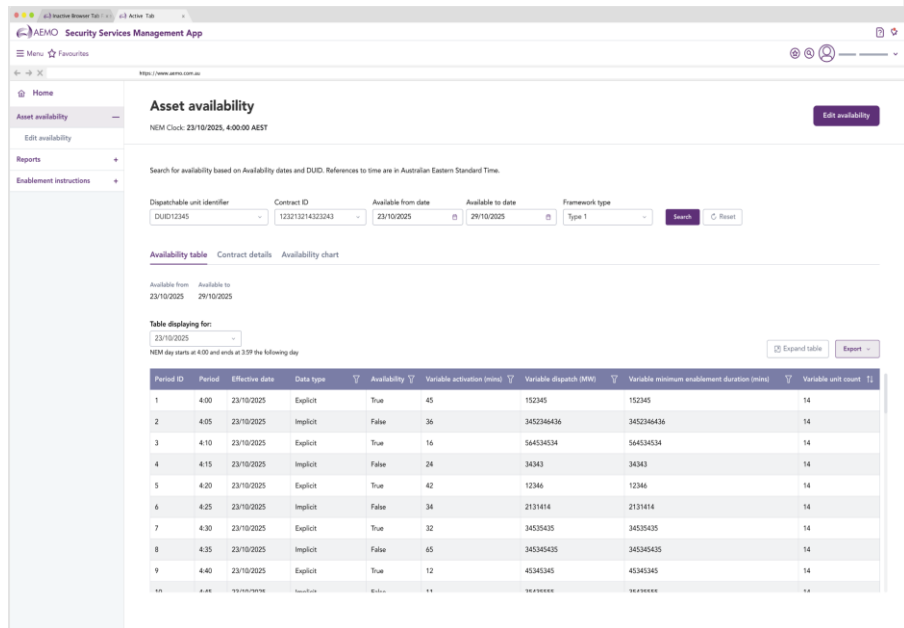 Inactive Browser Tab
Active Tab
AEMO Security Services Management App
Menu Favourites
https://www.aemo.com.au
Home
Asset availability
Edit availability
Reports
Enablement instructions
Asset availability
NEM Clock: 23/10/2025, 4:00:00 AEST
Edit availability
Search for availability based on Availability dates and DUID. References to time are in Australian Eastern Standard Time.
Dispatchable unit identifier Contract ID Available from date Available to date Framework type
DUID12345 123213214323243 23/10/2025 29/10/2025 Type 1 Search Reset
Availability table Contract details Availability chart
Available from Available to
23/10/2025 29/10/2025
Table displaying for:
23/10/2025
NEM day starts at 4:00 and ends at 3:59 the following day
Expand table Export
Period ID Period Effective date Data type Availability Variable activation (mins) Variable dispatch (MW) Variable minimum enablement duration (mins) Variable unit count
1 4:00 23/10/2025 Explicit True 45 152345 152345 14
2 4:05 23/10/2025 Implicit False 36 3452346436 3452346436 14
3 4:10 23/10/2025 Explicit True 16 564534534 564534534 14
4 4:15 23/10/2025 Implicit False 24 34343 34343 14
5 4:20 23/10/2025 Explicit True 42 12346 12346 14
6 4:25 23/10/2025 Implicit False 34 2131414 2131414 14
7 4:30 23/10/2025 Explicit True 32 34535435 34535435 14
8 4:35 23/10/2025 Implicit False 65 345345435 345345435 14
9 4:40 23/10/2025 Explicit True 12 45345345 45345345 14
10 4:45 23/10/2025 Implicit False 11 35435555 35435555 14